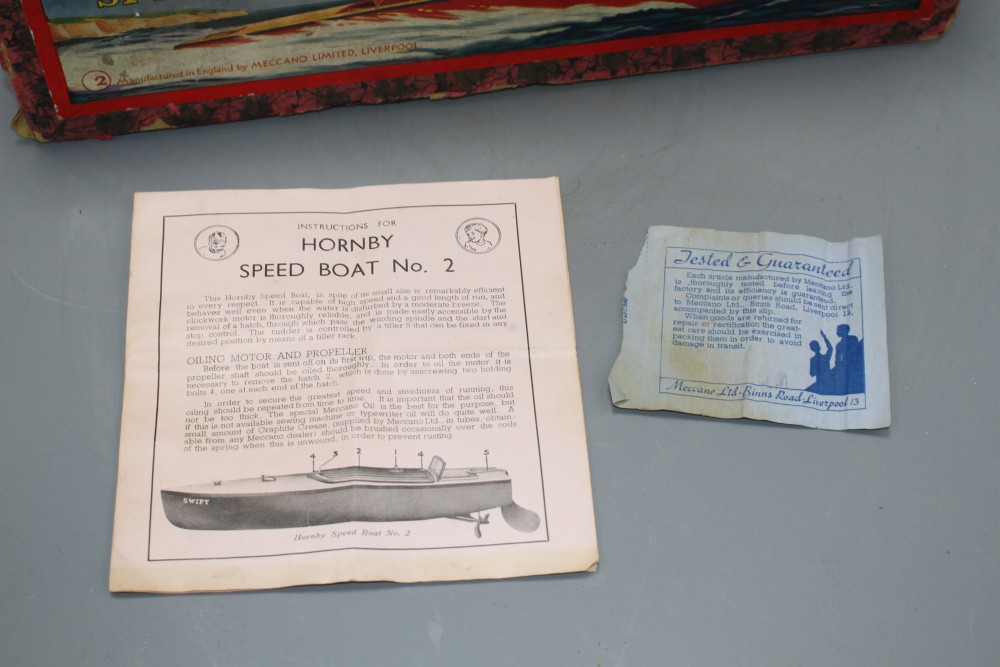 2 Manufactured in England by MECCANO LIMITED, LIVERPOOL
INSTRUCTIONS FOR
HORNBY
SPEED BOAT No. 2
This Hornby Speed Boat, in spite of its small size is remarkably efficient
in every respect. It is capable of high speed and a good length of run, and
behaves well even when the water is disturbed by a moderate breeze. The
clockwork motor is thoroughly reliable, and is made easily accessible by the
removal of a hatch, through which pass the winding spindle and the start and
stop control. The rudder is controlled by a tiller 5 that can be fixed in any
desired position by means of a tiller rack.
OILING MOTOR AND PROPELLER
Before the boat is sent off on its first trip, the motor and both ends of the
propeller shaft should be oiled thoroughly. In order to oil the motor it is
necessary to remove the hatch 2, which is done by unscrewing two holding
bolts 4, one at each end of the hatch.
In order to secure the greatest speed and steadiness of running, this
oiling should be repeated from time to time. It is important that the oil should
not be too thick. The special Meccano Oil is the best for the purpose, but
if this is not available sewing machine or typewriter oil will do quite well. A
small amount of Graphite Grease, (supplied by Meccano Ltd., in tubes, obtain-
able from any Meccano dealer) should be brushed occasionally over the coils
of the spring when this is unwound, in order to prevent rusting.
4 3 2 1 4 5
SWIFT
Hornby Speed Boat No. 2
Tested & Guaranteed
Each article manufactured by Meccano Ltd.
is thoroughly tested before leaving the
factory and its efficiency is guaranteed.
Complaints or queries should be sent direct
to Meccano Ltd., Binns Road, Liverpool 13,
accompanied by this slip.
When goods are returned for
repair or rectification the great-
est care should be exercised in
packing them in order to avoid
damage in transit.
Meccano Ltd·Binns Road·Liverpool 13